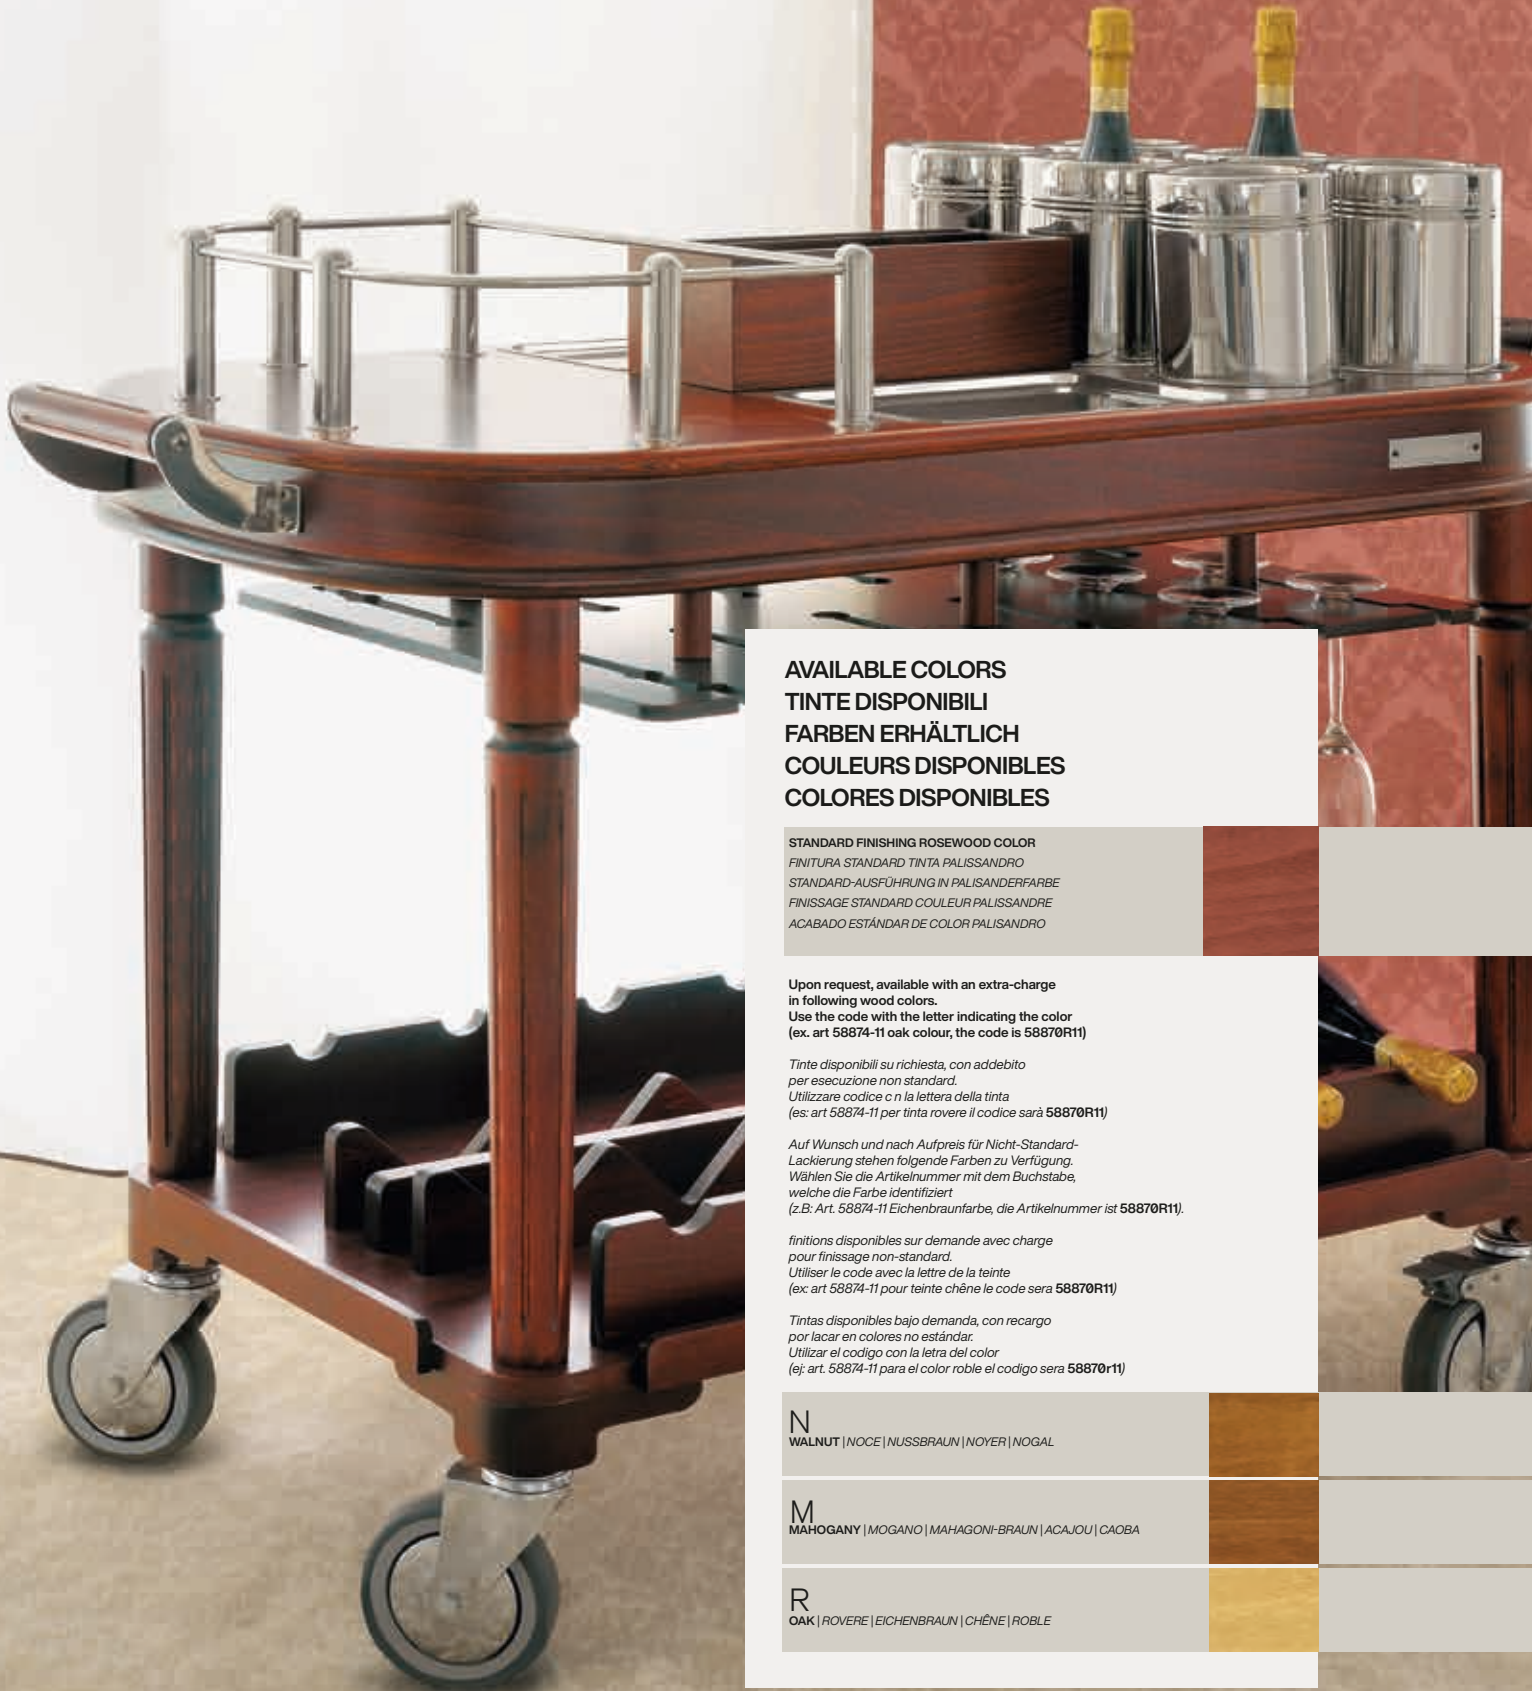 AVAILABLE COLORS
TINTE DISPONIBILI
FARBEN ERHÄLTLICH
COULEURS DISPONIBLES
COLORES DISPONIBLES
STANDARD FINISHING ROSEWOOD COLOR
FINITURA STANDARD TINTA PALISSANDRO
STANDARD-AUSFÜHRUNG IN PALISANDERFARBE
FINISSAGE STANDARD COULEUR PALISSANDRE
ACABADO ESTÁNDAR DE COLOR PALISANDRO
Upon request, available with an extra-charge
in following wood colors.
Use the code with the letter indicating the color
(ex. art 58874-11 oak colour, the code is 58870R11)
Tinte disponibili su richiesta, con addebito
per esecuzione non standard.
Utilizzare codice c n la lettera della tinta
(es: art 58874-11 per tinta rovere il codice sarà 58870R11)
Auf Wunsch und nach Aufpreis für Nicht-Standard-
Lackierung stehen folgende Farben zu Verfügung.
Wählen Sie die Artikelnummer mit dem Buchstabe,
welche die Farbe identifiziert
(z.B: Art. 58874-11 Eichenbraunfarbe, die Artikelnummer ist 58870R11).
finitions disponibles sur demande avec charge
pour finissage non-standard.
Utiliser le code avec la lettre de la teinte
(ex: art 58874-11 pour teinte chêne le code sera 58870R11)
Tintas disponibles bajo demanda, con recargo
por lacar en colores no estándar.
Utilizar el codigo con la letra del color
(ej: art. 58874-11 para el color roble el codigo sera 58870r11)
N
WALNUT | NOCE | NUSSBRAUN | NOYER | NOGAL
M
MAHOGANY | MOGANO | MAHAGONI-BRAUN | ACAJOU | CAOBA
R
OAK | ROVERE | EICHENBRAUN | CHÊNE | ROBLE